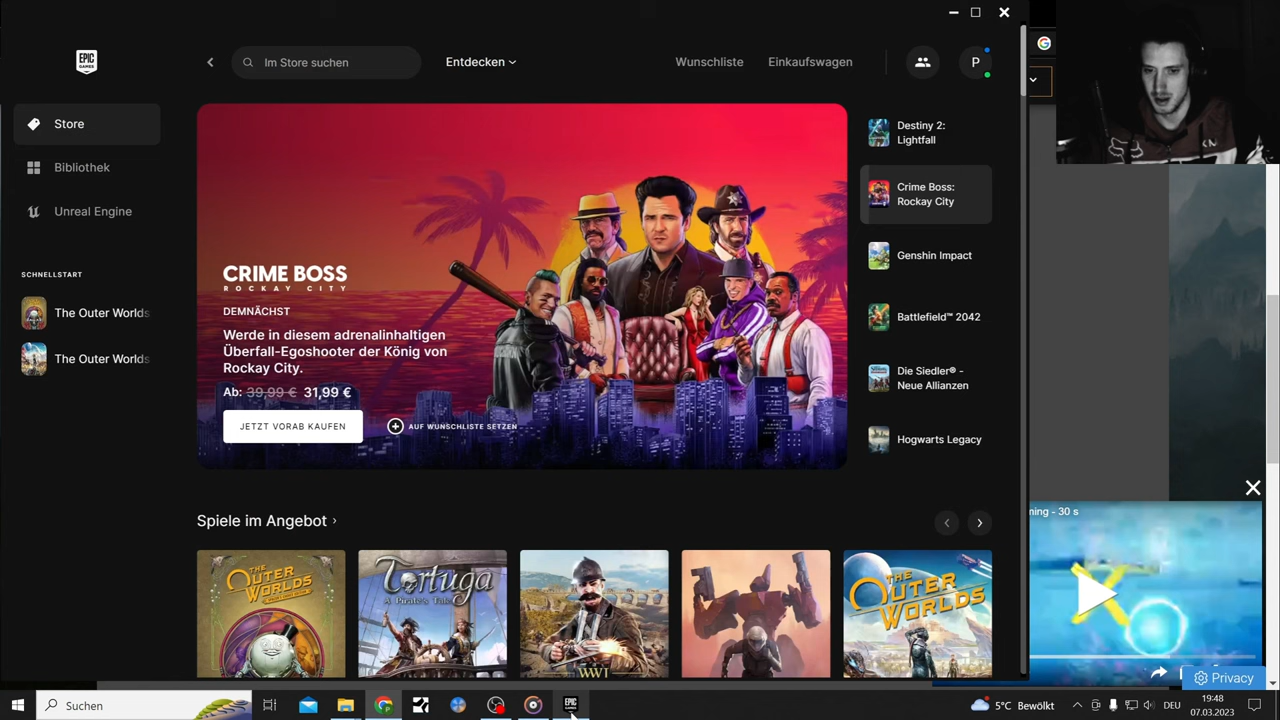 EPIC
GAMES
Im Store suchen
Entdecken
Wunschliste
Einkaufswagen
P
Store
Bibliothek
Unreal Engine
SCHNELLSTART
The Outer Worlds
The Outer Worlds
CRIME BOSS
ROCKAY CITY
DEMNÄCHST
Werde in diesem adrenalinhaltigen
Überfall-Egoshooter der König von
Rockay City.
Ab: 39,99 € 31,99 €
JETZT VORAB KAUFEN
AUF WUNSCHLISTE SETZEN
Destiny 2:
Lightfall
Crime Boss:
Rockay City
Genshin Impact
Battlefield™ 2042
Die Siedler® -
Neue Allianzen
Hogwarts Legacy
Spiele im Angebot
THE
OUTER
WORLDS
Tortuga
A Pirate's Tale
WWI
THE
OUTER
WORLDS
ming - 30 s
Privacy
Suchen
EPIC
GAMES
5°C Bewölkt
DEU
19:48
07.03.2023